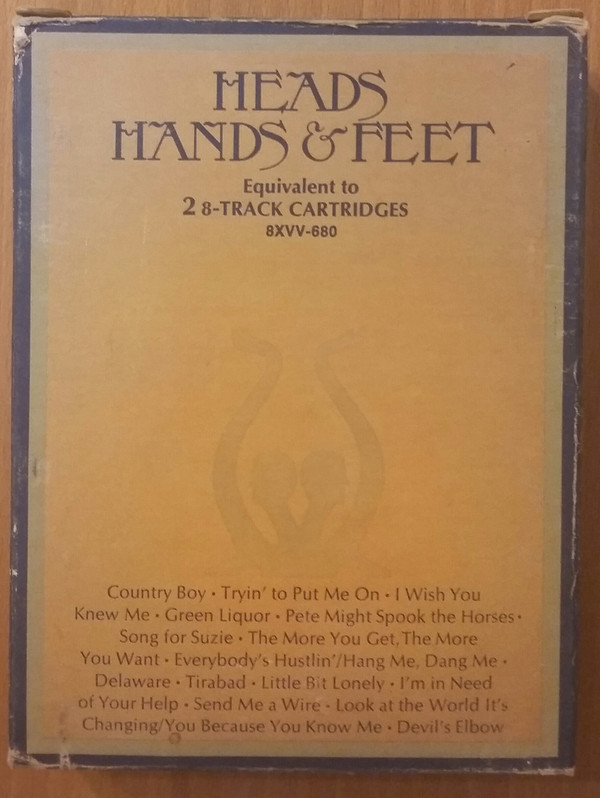 HEADS
HANDS & FEET
Equivalent to
2 8-TRACK CARTRIDGES
8XVV-680
Country Boy • Tryin' to Put Me On • I Wish You
Knew Me • Green Liquor • Pete Might Spook the Horses •
Song for Suzie • The More You Get, The More
You Want • Everybody's Hustlin'/Hang Me, Dang Me •
Delaware • Tirabad • Little Bit Lonely • I'm in Need
of Your Help • Send Me a Wire • Look at the World It's
Changing/You Because You Know Me • Devil's Elbow